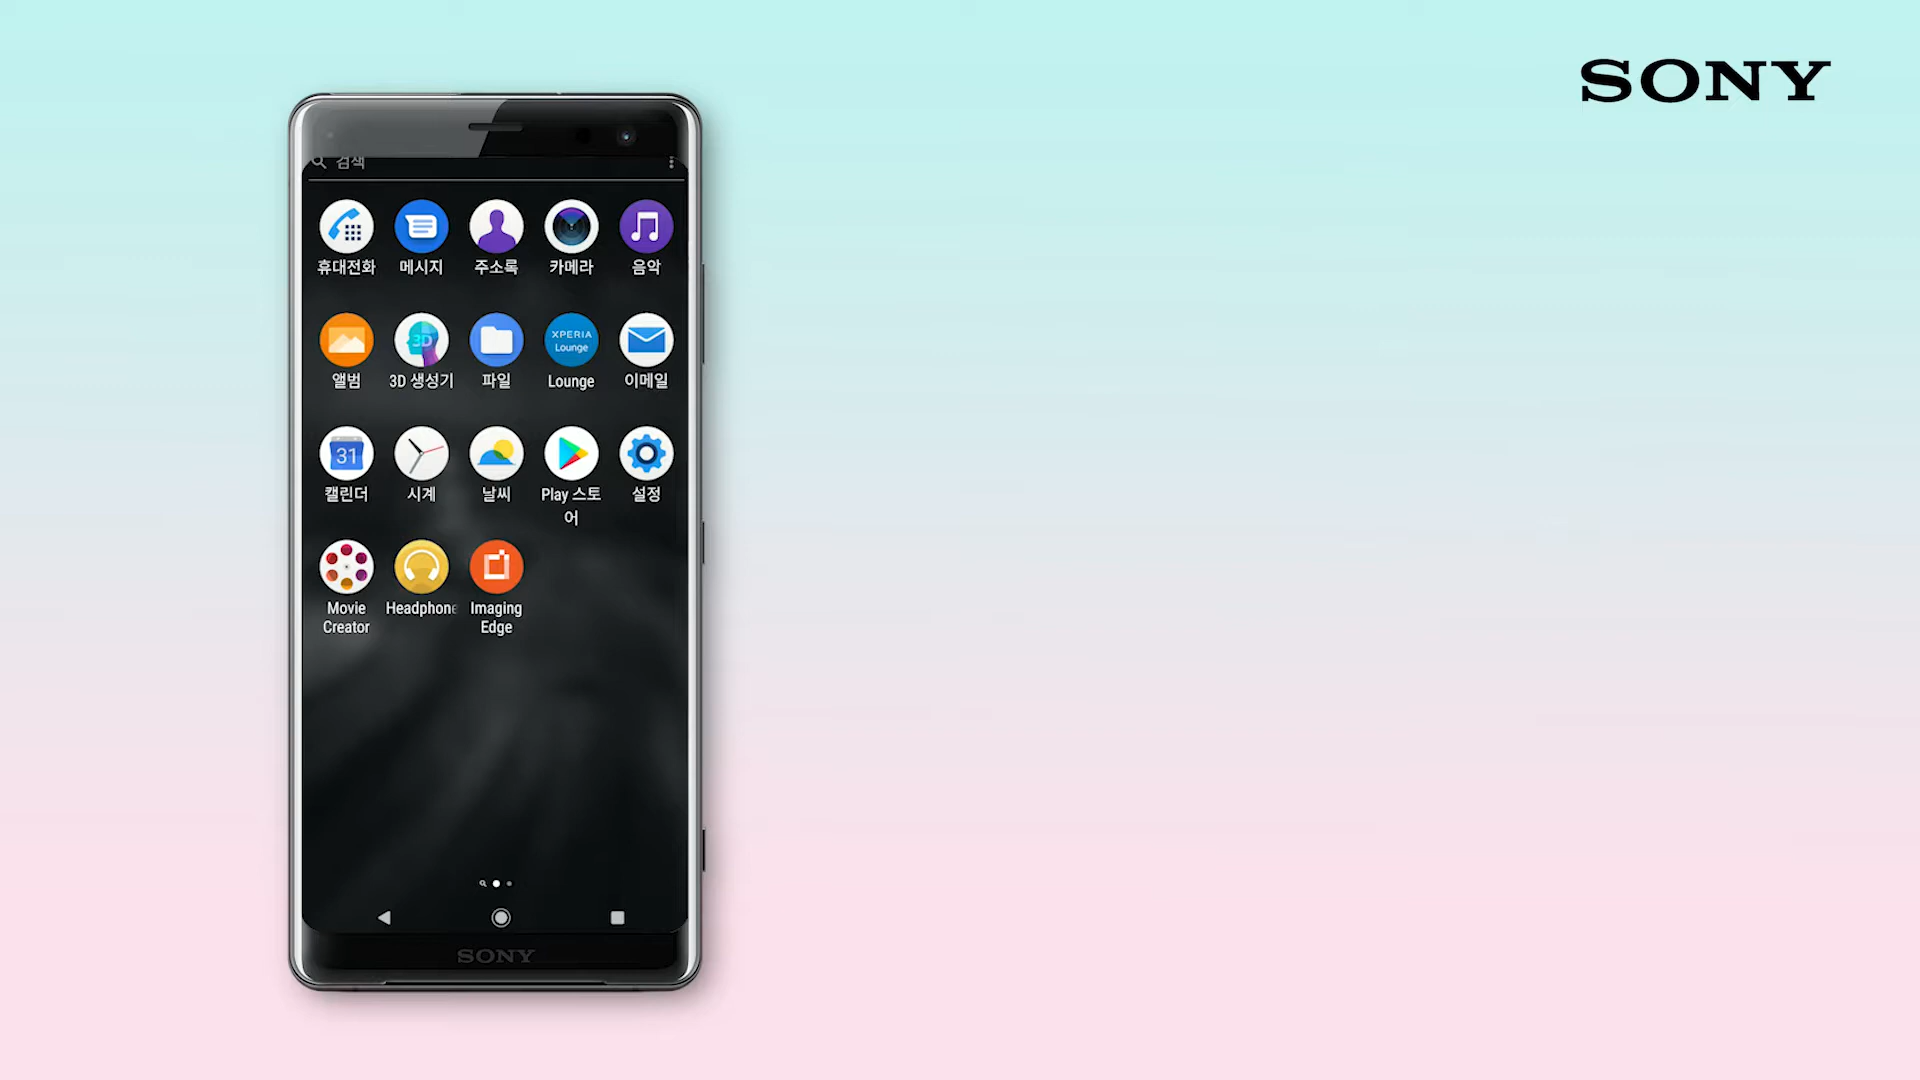 SONY
검색
휴대전화 메시지 주소록 카메라 음악
앨범 3D 생성기 파일 XPERIA Lounge Lounge 이메일
31
캘린더 시계 날씨 Play 스토어 설정
Movie Creator Headphone Imaging Edge
SONY